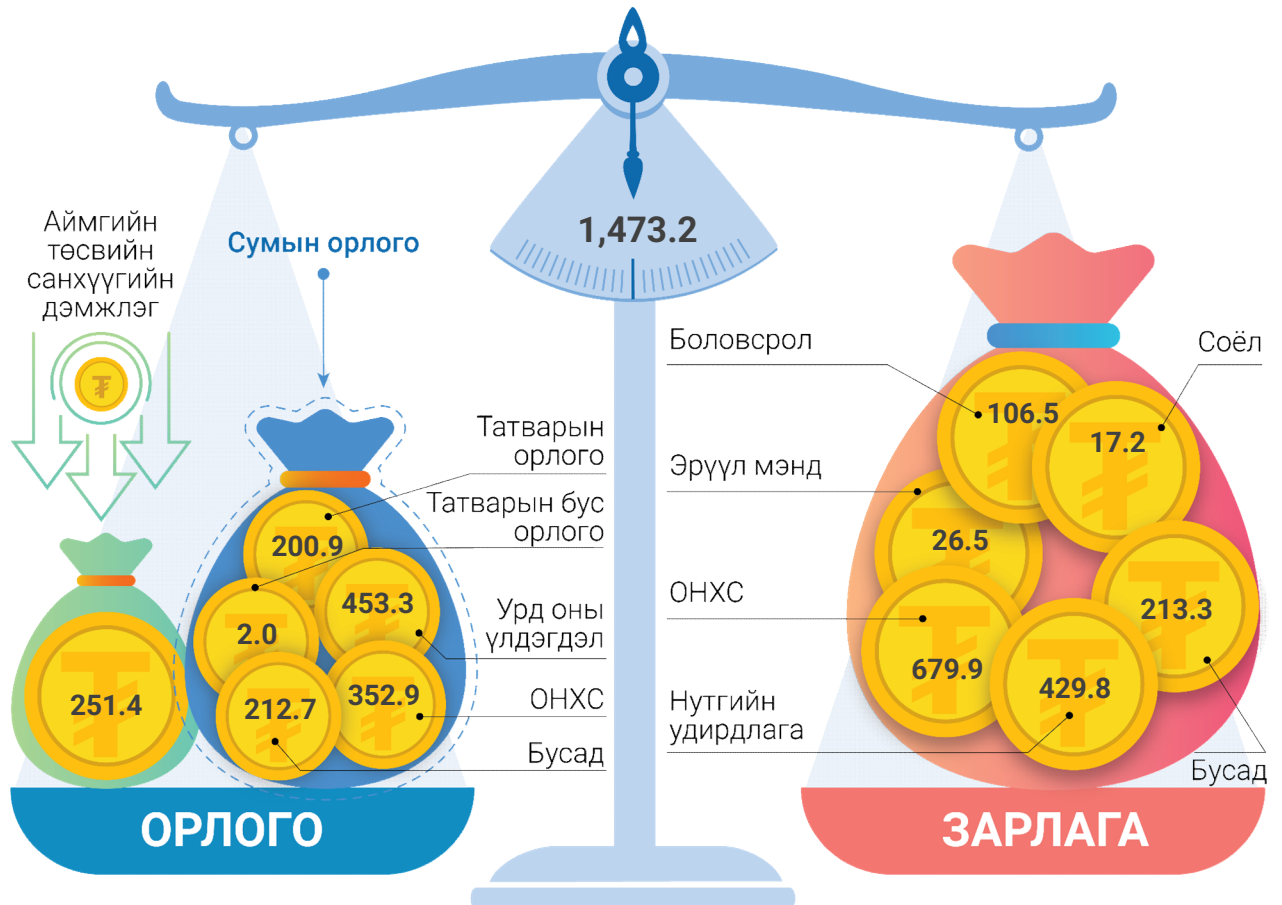 1,473.2
Аймгийн
төсвийн
санхүүгийн
дэмжлэг
₮
Сумын орлого
Татварын
орлого
Татварын бус
орлого
Урд оны
үлдэгдэл
ОНХС
Бусад
200.9
453.3
2.0
352.9
212.7
251.4
ОРЛОГО
Боловсрол
Соёл
Эрүүл мэнд
ОНХС
Нутгийн
удирдлага
Бусад
106.5
17.2
26.5
213.3
679.9
429.8
ЗАРЛАГА